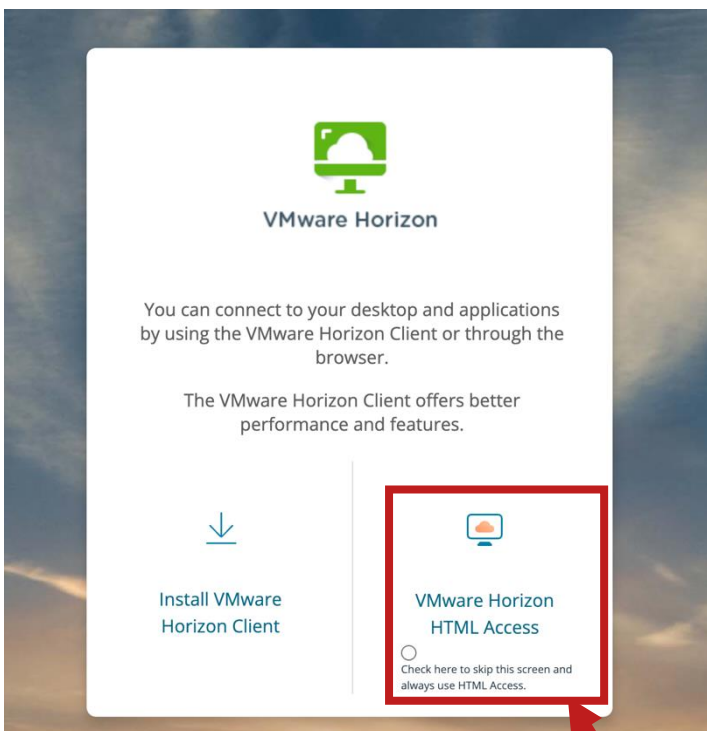 VMware Horizon
You can connect to your desktop and applications
by using the VMware Horizon Client or through the
browser.
The VMware Horizon Client offers better
performance and features.
Install VMware
Horizon Client
VMware Horizon
HTML Access
Check here to skip this screen and
always use HTML Access.